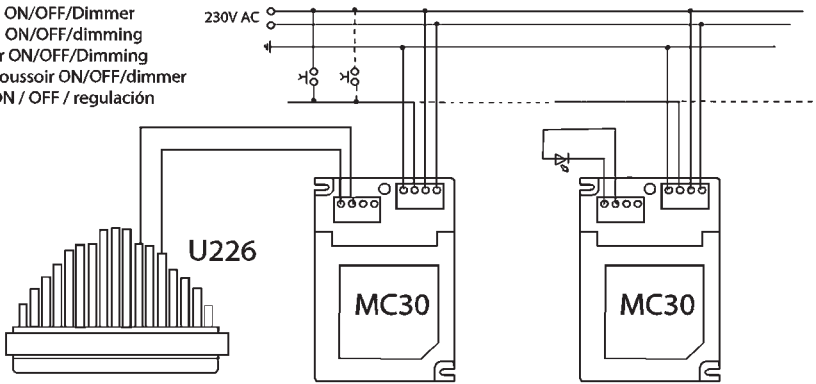 ON/OFF/Dimmer
ON/OFF/dimming
ON/OFF/Dimming
oussoir ON/OFF/dimmer
ON / OFF / regulación
230V AC
U226
MC30
MC30